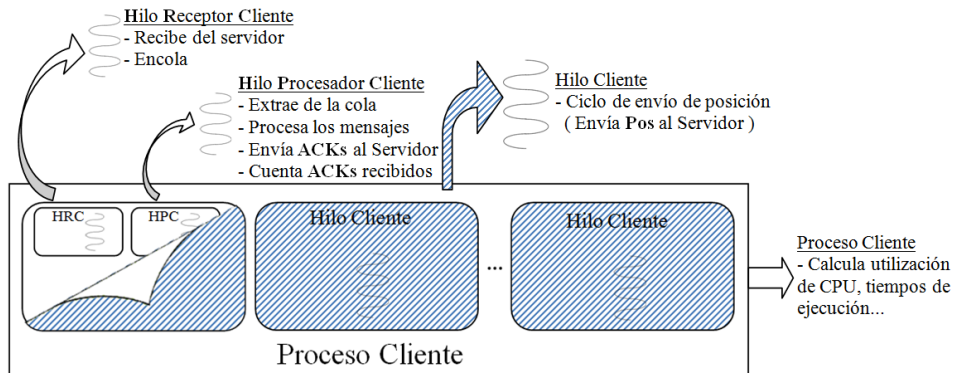 Hilo Receptor Cliente
- Recibe del servidor
- Encola
Hilo Procesador Cliente
- Extrae de la cola
- Procesa los mensajes
- Envía ACKs al Servidor
- Cuenta ACKs recibidos
Hilo Cliente
- Ciclo de envío de posición
( Envía Pos al Servidor )
HRC
HPC
Hilo Cliente
...
Hilo Cliente
Proceso Cliente
Proceso Cliente
- Calcula utilización
de CPU, tiempos de
ejecución...